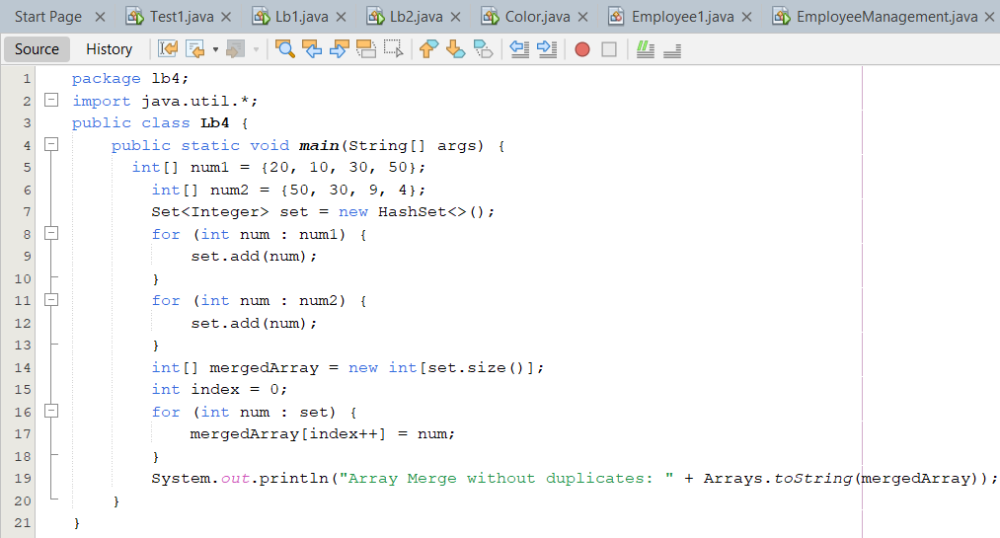 Start Page Test1.java Lb1.java Lb2.java Color.java Employee1.java EmployeeManagement.java
Source History
1 package lb4;
2 import java.util.*;
3 public class Lb4 {
4 public static void main(String[] args) {
5 int[] num1 = {20, 10, 30, 50};
6 int[] num2 = {50, 30, 9, 4};
7 Set<Integer> set = new HashSet<>();
8 for (int num : num1) {
9 set.add(num);
10 }
11 for (int num : num2) {
12 set.add(num);
13 }
14 int[] mergedArray = new int[set.size()];
15 int index = 0;
16 for (int num : set) {
17 mergedArray[index++] = num;
18 }
19 System.out.println("Array Merge without duplicates: " + Arrays.toString(mergedArray));
20 }
21 }